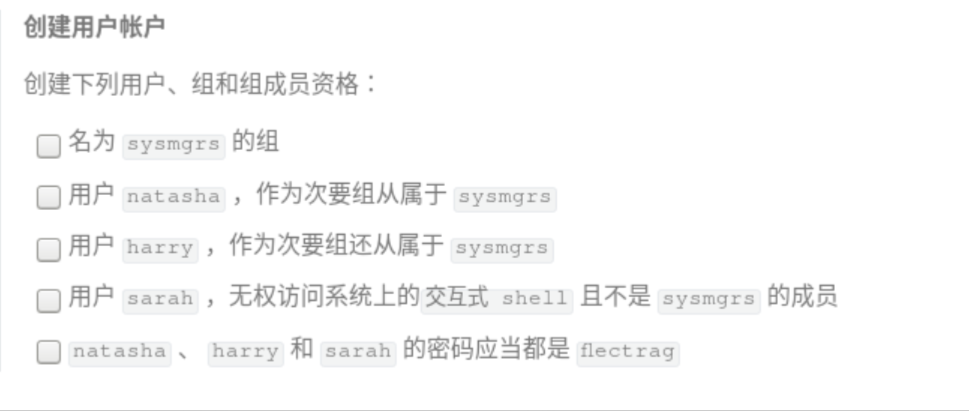 创建用户帐户
创建下列用户、组和组成员资格：
名为 sysmgrs 的组
用户 natasha ，作为次要组从属于 sysmgrs
用户 harry ，作为次要组还从属于 sysmgrs
用户 sarah ，无权访问系统上的交互式 shell 且不是 sysmgrs 的成员
natasha 、 harry 和 sarah 的密码应当都是 flectrag